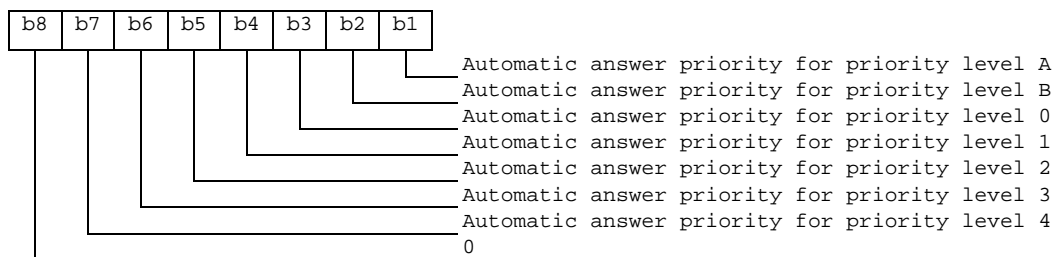 b8 b7 b6 b5 b4 b3 b2 b1
Automatic answer priority for priority level A
Automatic answer priority for priority level B
Automatic answer priority for priority level 0
Automatic answer priority for priority level 1
Automatic answer priority for priority level 2
Automatic answer priority for priority level 3
Automatic answer priority for priority level 4
0